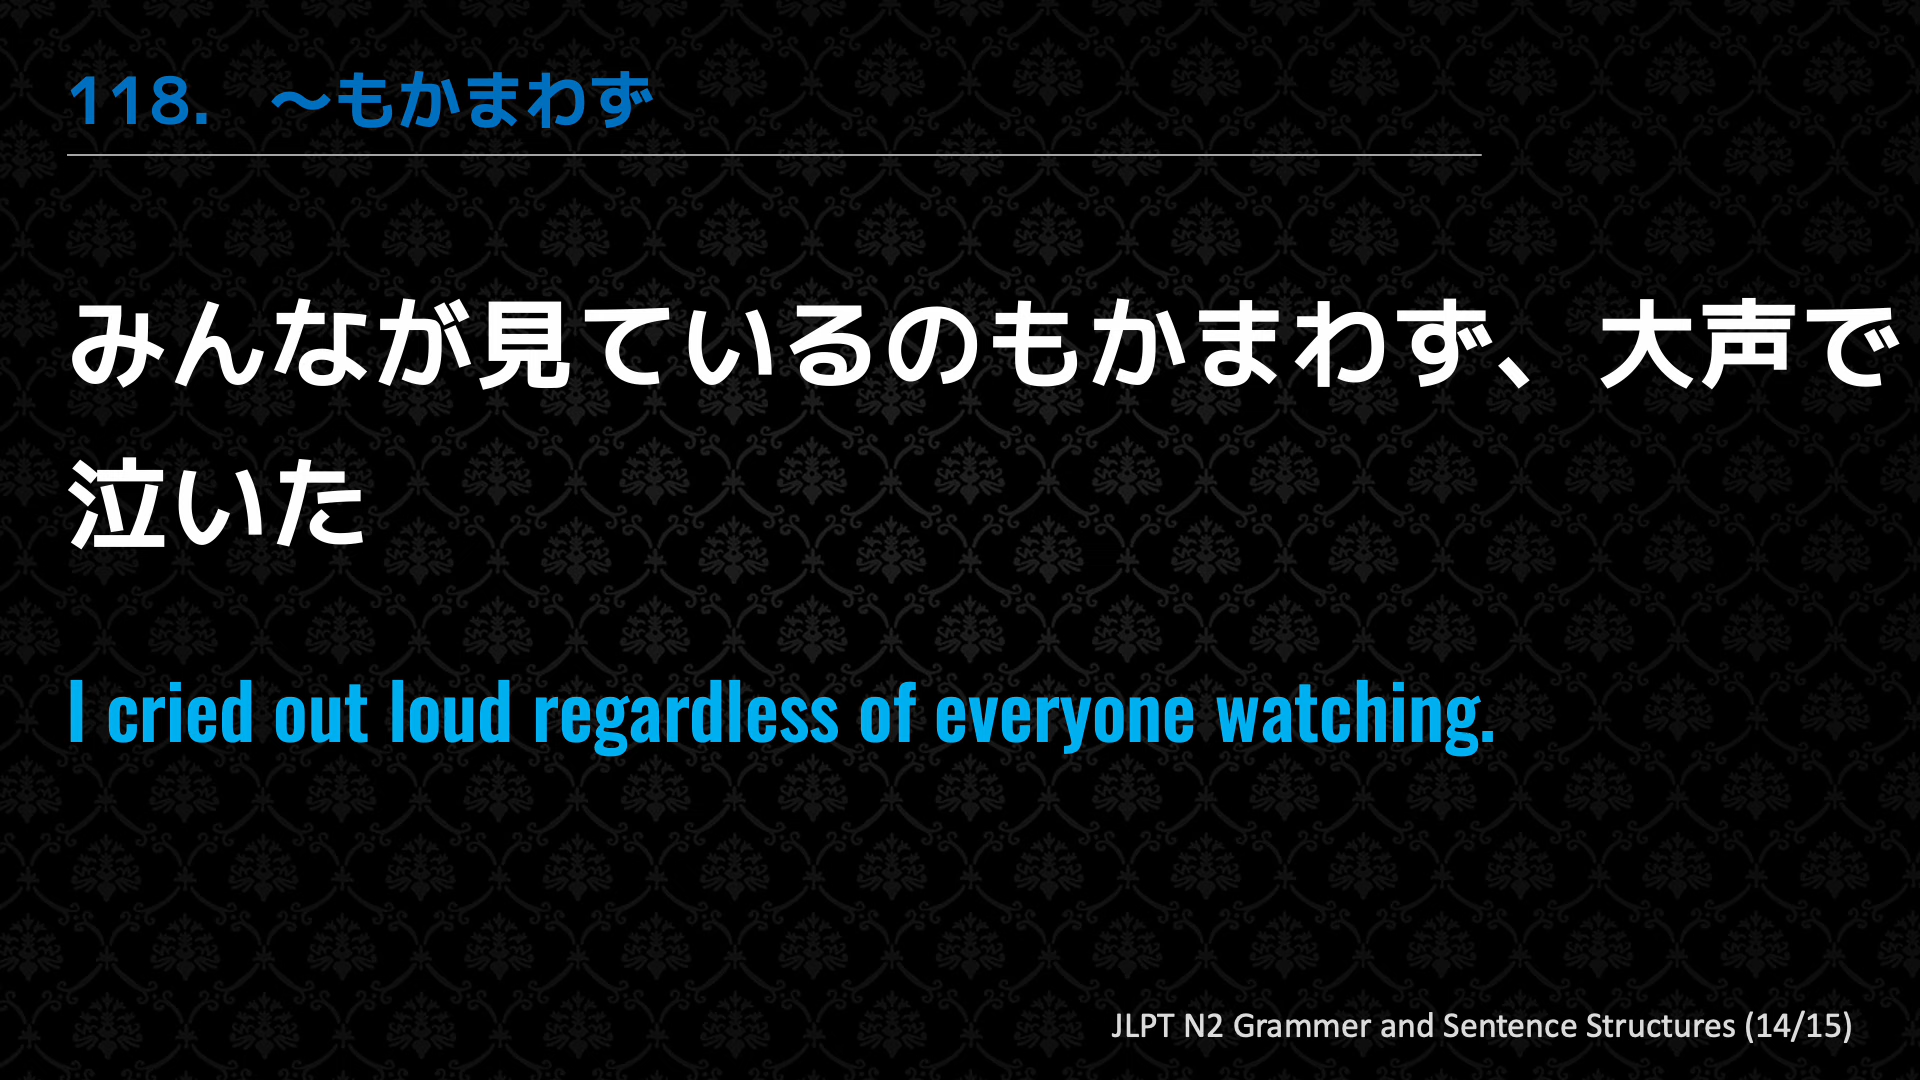 118.　～もかまわず
みんなが見ているのもかまわず、大声で
泣いた
I cried out loud regardless of everyone watching.
JLPT N2 Grammer and Sentence Structures (14/15)